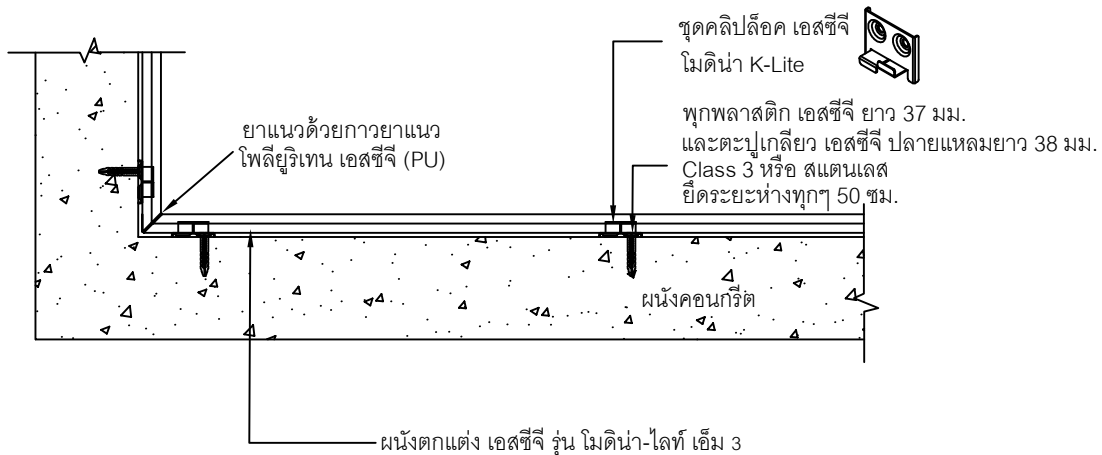 ชุดคลิปล็อค เอสซีจี
โมดิน่า K-Lite
พุกพลาสติก เอสซีจี ยาว 37 มม.
และตะปูเกลียว เอสซีจี ปลายแหลมยาว 38 มม.
Class 3 หรือ สแตนเลส
ยึดระยะห่างทุกๆ 50 ซม.
ยาแนวด้วยกาวยาแนว
โพลียูริเทน เอสซีจี (PU)
ผนังคอนกรีต
ผนังตกแต่ง เอสซีจี รุ่น โมดิน่า-ไลท์ เอ็ม 3